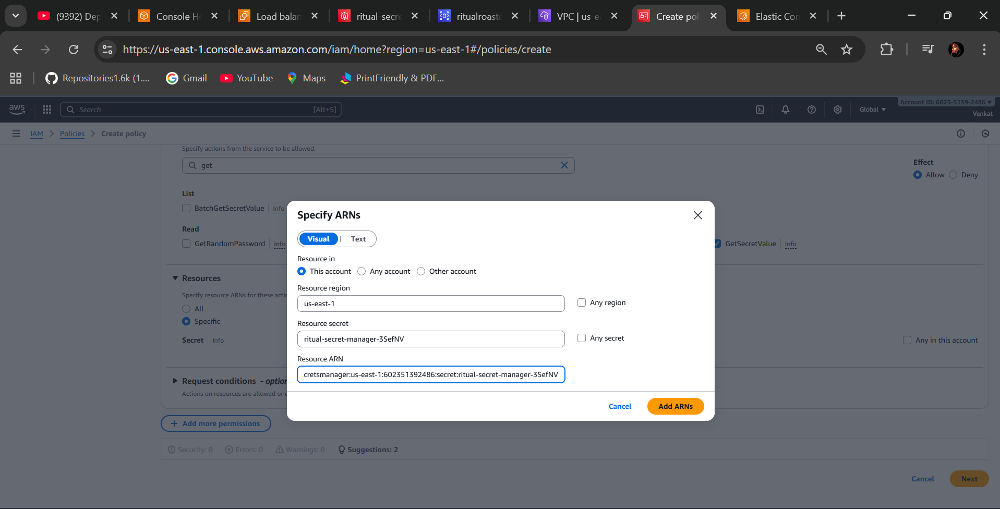 (9392) Dep
Console Ho
Load balan
ritual-secre
ritualroaste
VPC | us-ea
Create poli
Elastic Con
https://us-east-1.console.aws.amazon.com/iam/home?region=us-east-1#/policies/create
Repositories1.6k (1....
Gmail
YouTube
Maps
PrintFriendly & PDF...
aws
Search
[Alt+S]
Global
Account ID: 6023-5139-2486
Venkat
IAM
Policies
Create policy
Specify actions from the service to be allowed.
get
Effect
Allow
Deny
List
BatchGetSecretValue
Info
Read
GetRandomPassword
Info
GetSecretValue
Info
Resources
Specify resource ARNs for these
All
Specific
Secret
Info
Any in this account
Request conditions -
Actions on resources are allowed or
Add more permissions
Security: 0
Errors: 0
Warnings: 0
Suggestions: 2
Cancel
Next
Specify ARNs
Visual
Text
Resource in
This account
Any account
Other account
Resource region
us-east-1
Any region
Resource secret
ritual-secret-manager-3SefNV
Any secret
Resource ARN
cretsmanager:us-east-1:602351392486:secret:ritual-secret-manager-3SefNV
Cancel
Add ARNs